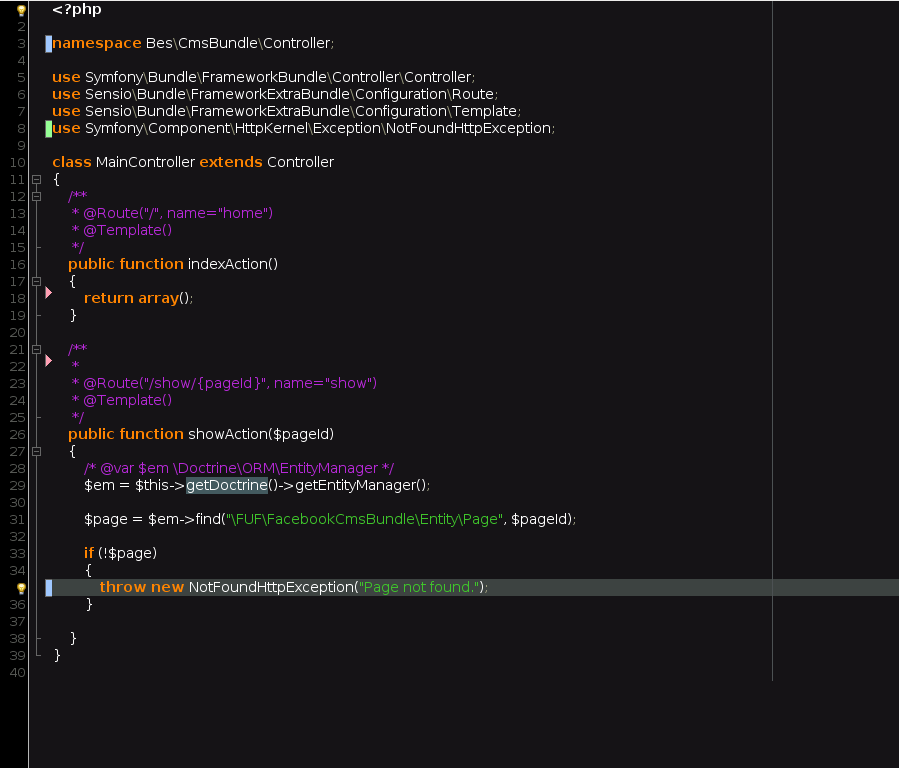 <?php
2
3 namespace Bes\CmsBundle\Controller;
4
5 use Symfony\Bundle\FrameworkBundle\Controller\Controller;
6 use Sensio\Bundle\FrameworkExtraBundle\Configuration\Route;
7 use Sensio\Bundle\FrameworkExtraBundle\Configuration\Template;
8 use Symfony\Component\HttpKernel\Exception\NotFoundHttpException;
9
10 class MainController extends Controller
11 {
12 /**
13 * @Route("/", name="home")
14 * @Template()
15 */
16 public function indexAction()
17 {
18 return array();
19 }
20
21 /**
22 *
23 * @Route("/show/{pageId}", name="show")
24 * @Template()
25 */
26 public function showAction($pageId)
27 {
28 /* @var $em \Doctrine\ORM\EntityManager */
29 $em = $this->getDoctrine()->getEntityManager();
30
31 $page = $em->find("\FUF\FacebookCmsBundle\Entity\Page", $pageId);
32
33 if (!$page)
34 {
throw new NotFoundHttpException("Page not found.");
36 }
37
38 }
39 }
40